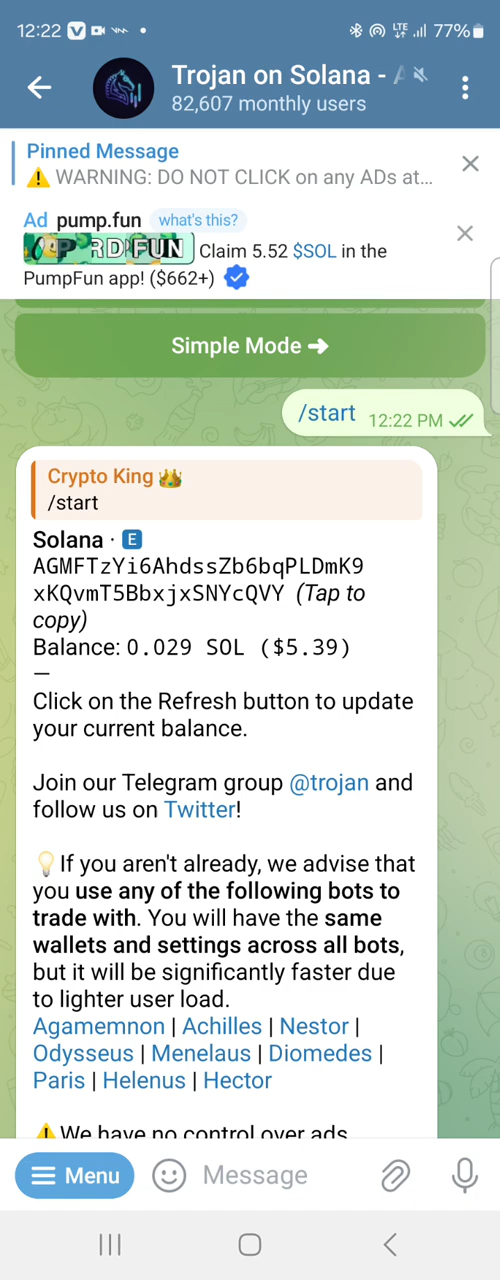 12:22
LTE
77%
Trojan on Solana -
82,607 monthly users
Pinned Message
⚠️ WARNING: DO NOT CLICK on any ADs at...
Ad pump.fun what's this?
FUN Claim 5.52 $SOL in the
PumpFun app! ($662+)
Simple Mode ➜
/start 12:22 PM
Crypto King 👑
/start
Solana · E
AGMFTzYi6AhdssZb6bqPLDmK9
xKQvmT5BbxjxSNYcQVY (Tap to
copy)
Balance: 0.029 SOL ($5.39)
—
Click on the Refresh button to update
your current balance.
Join our Telegram group @trojan and
follow us on Twitter!
💡If you aren't already, we advise that
you use any of the following bots to
trade with. You will have the same
wallets and settings across all bots,
but it will be significantly faster due
to lighter user load.
Agamemnon | Achilles | Nestor |
Odysseus | Menelaus | Diomedes |
Paris | Helenus | Hector
⚠️We have no control over ads
Menu
Message